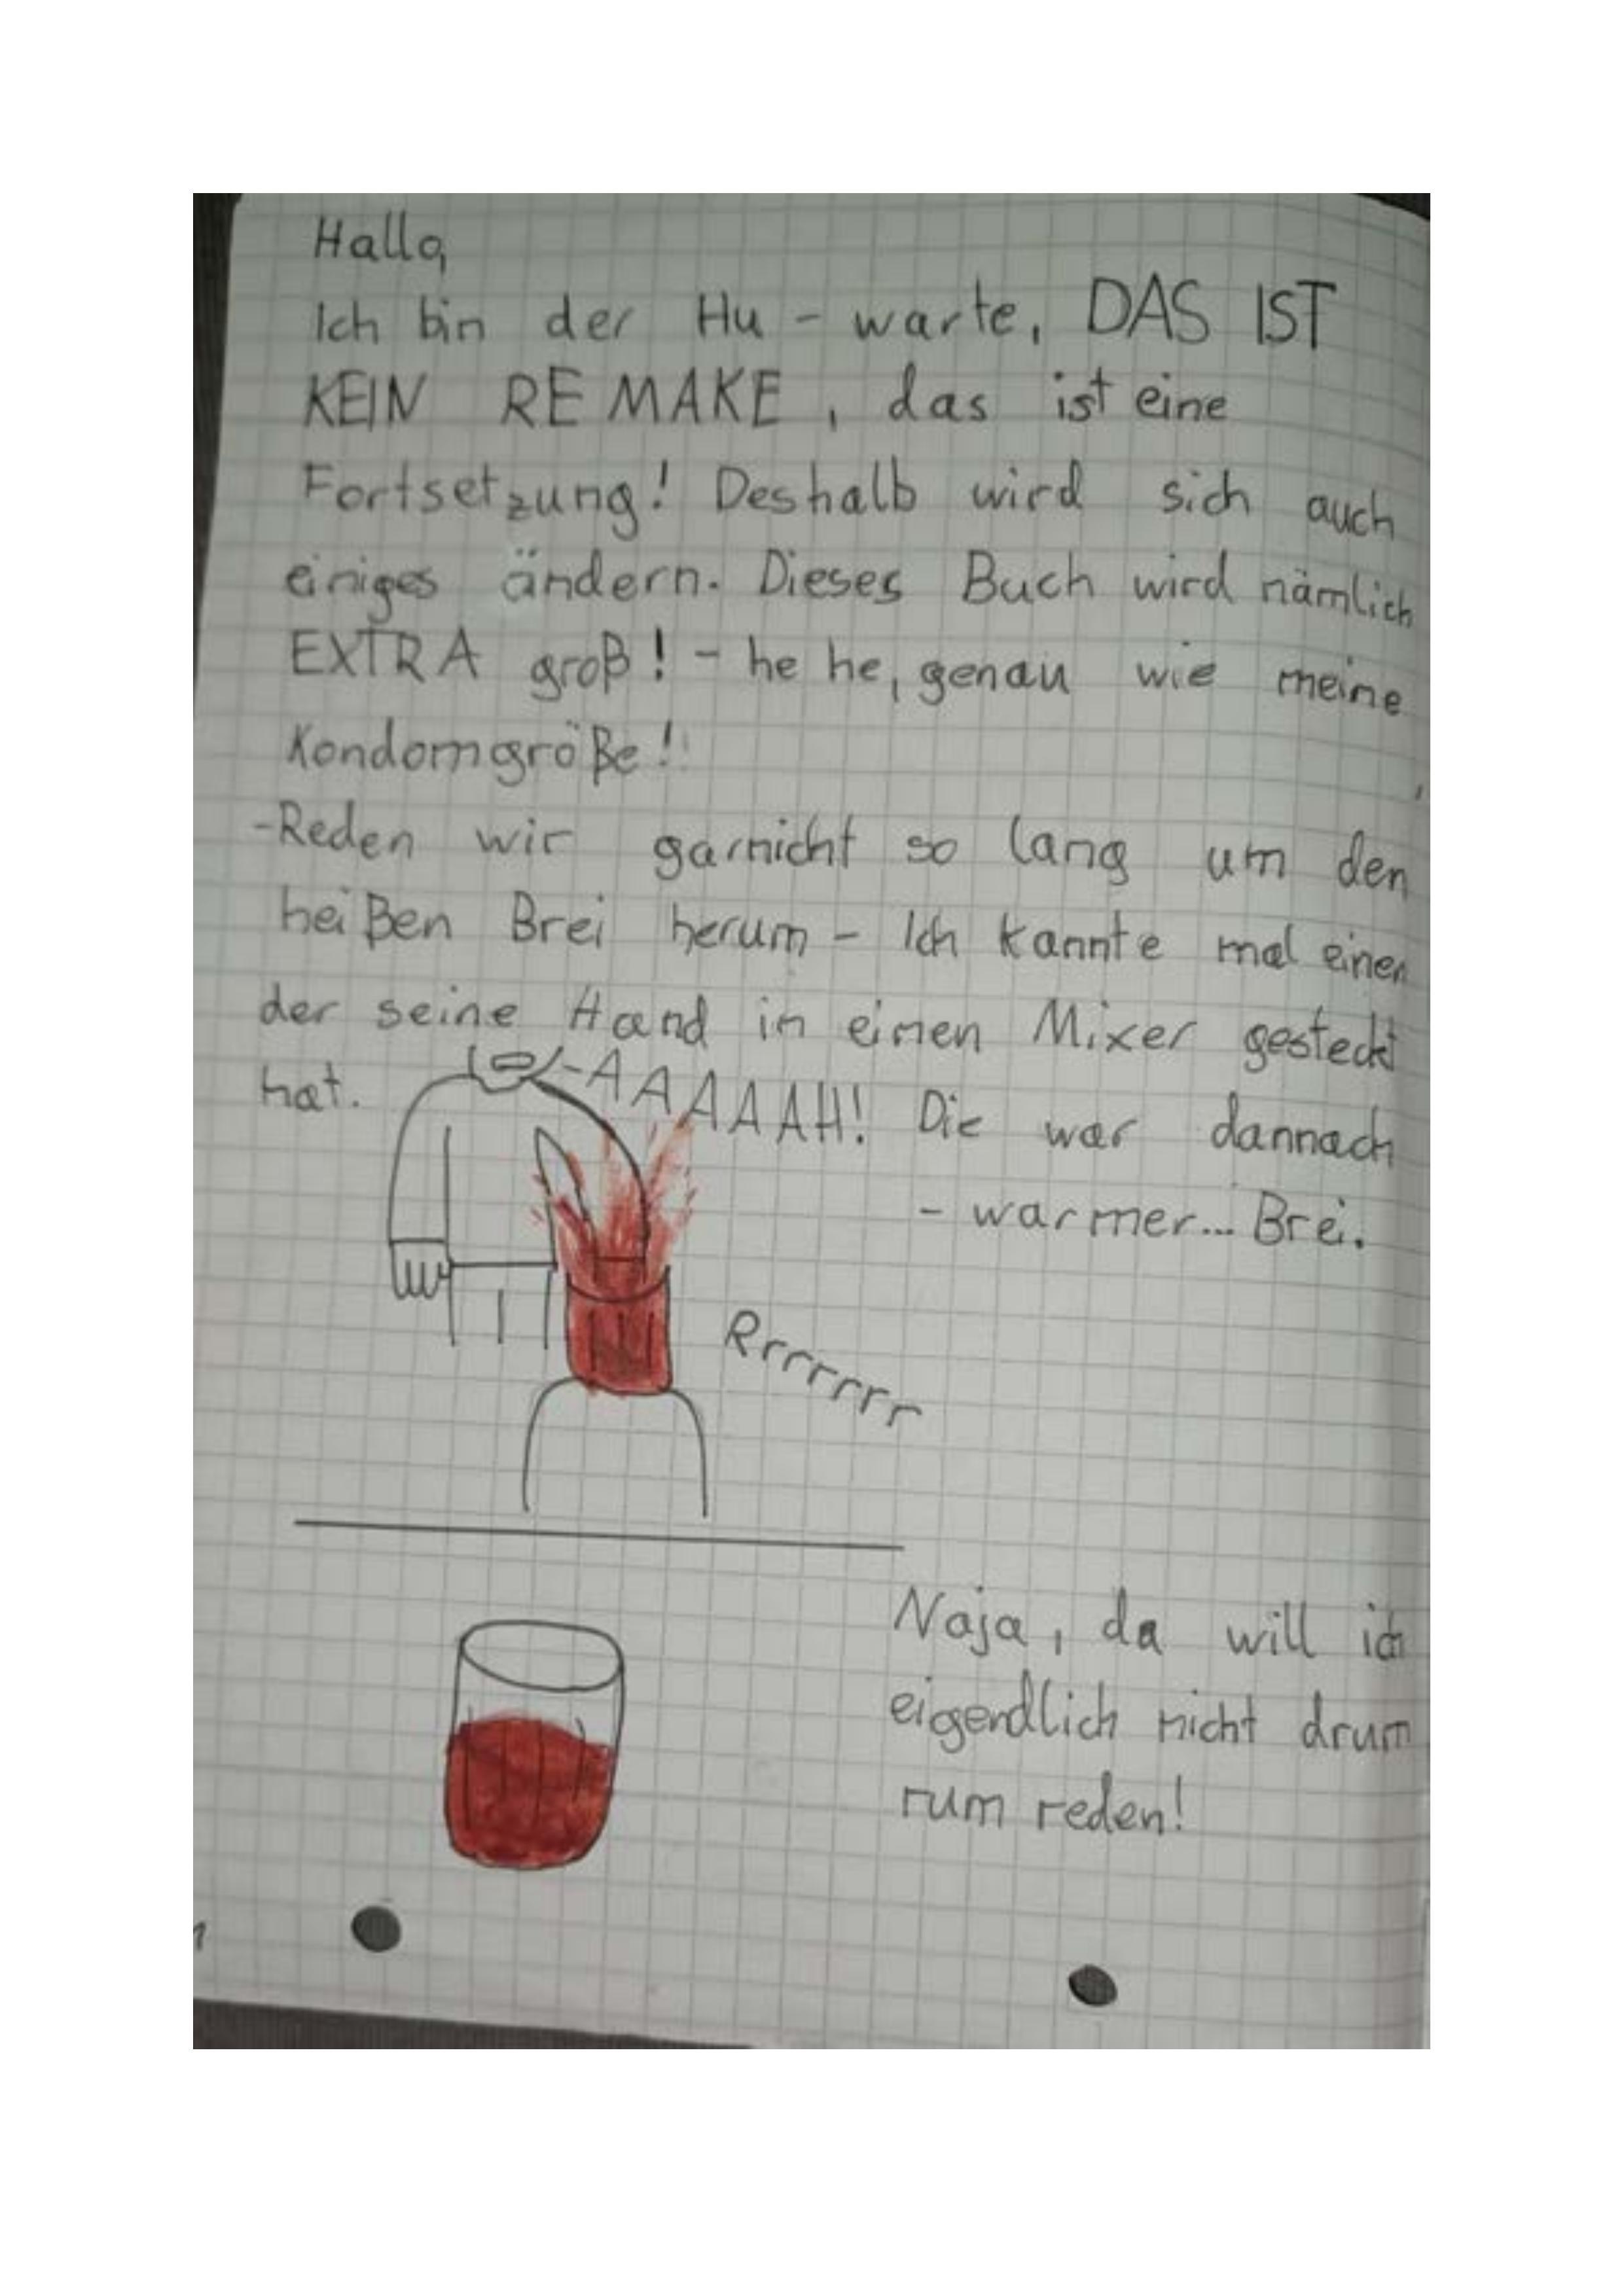 Hallo,
Ich bin der Hu - warte, DAS IST
KEIN REMAKE, das ist eine
Fortsetzung! Deshalb wird sich auch
einiges ändern. Dieses Buch wird nämlich
EXTRA groß! - he he, genau wie meine
Kondomgröße!!
-Reden wir garnicht so lang um den
heißen Brei herum - Ich kannte mal einen
der seine Hand in einen Mixer gesteckt
hat.
-AAAAAH! Die war dannach
- warmer... Brei.
Rrrrrrr
Naja, da will ich
eigendlich nicht drum
rum reden!
1